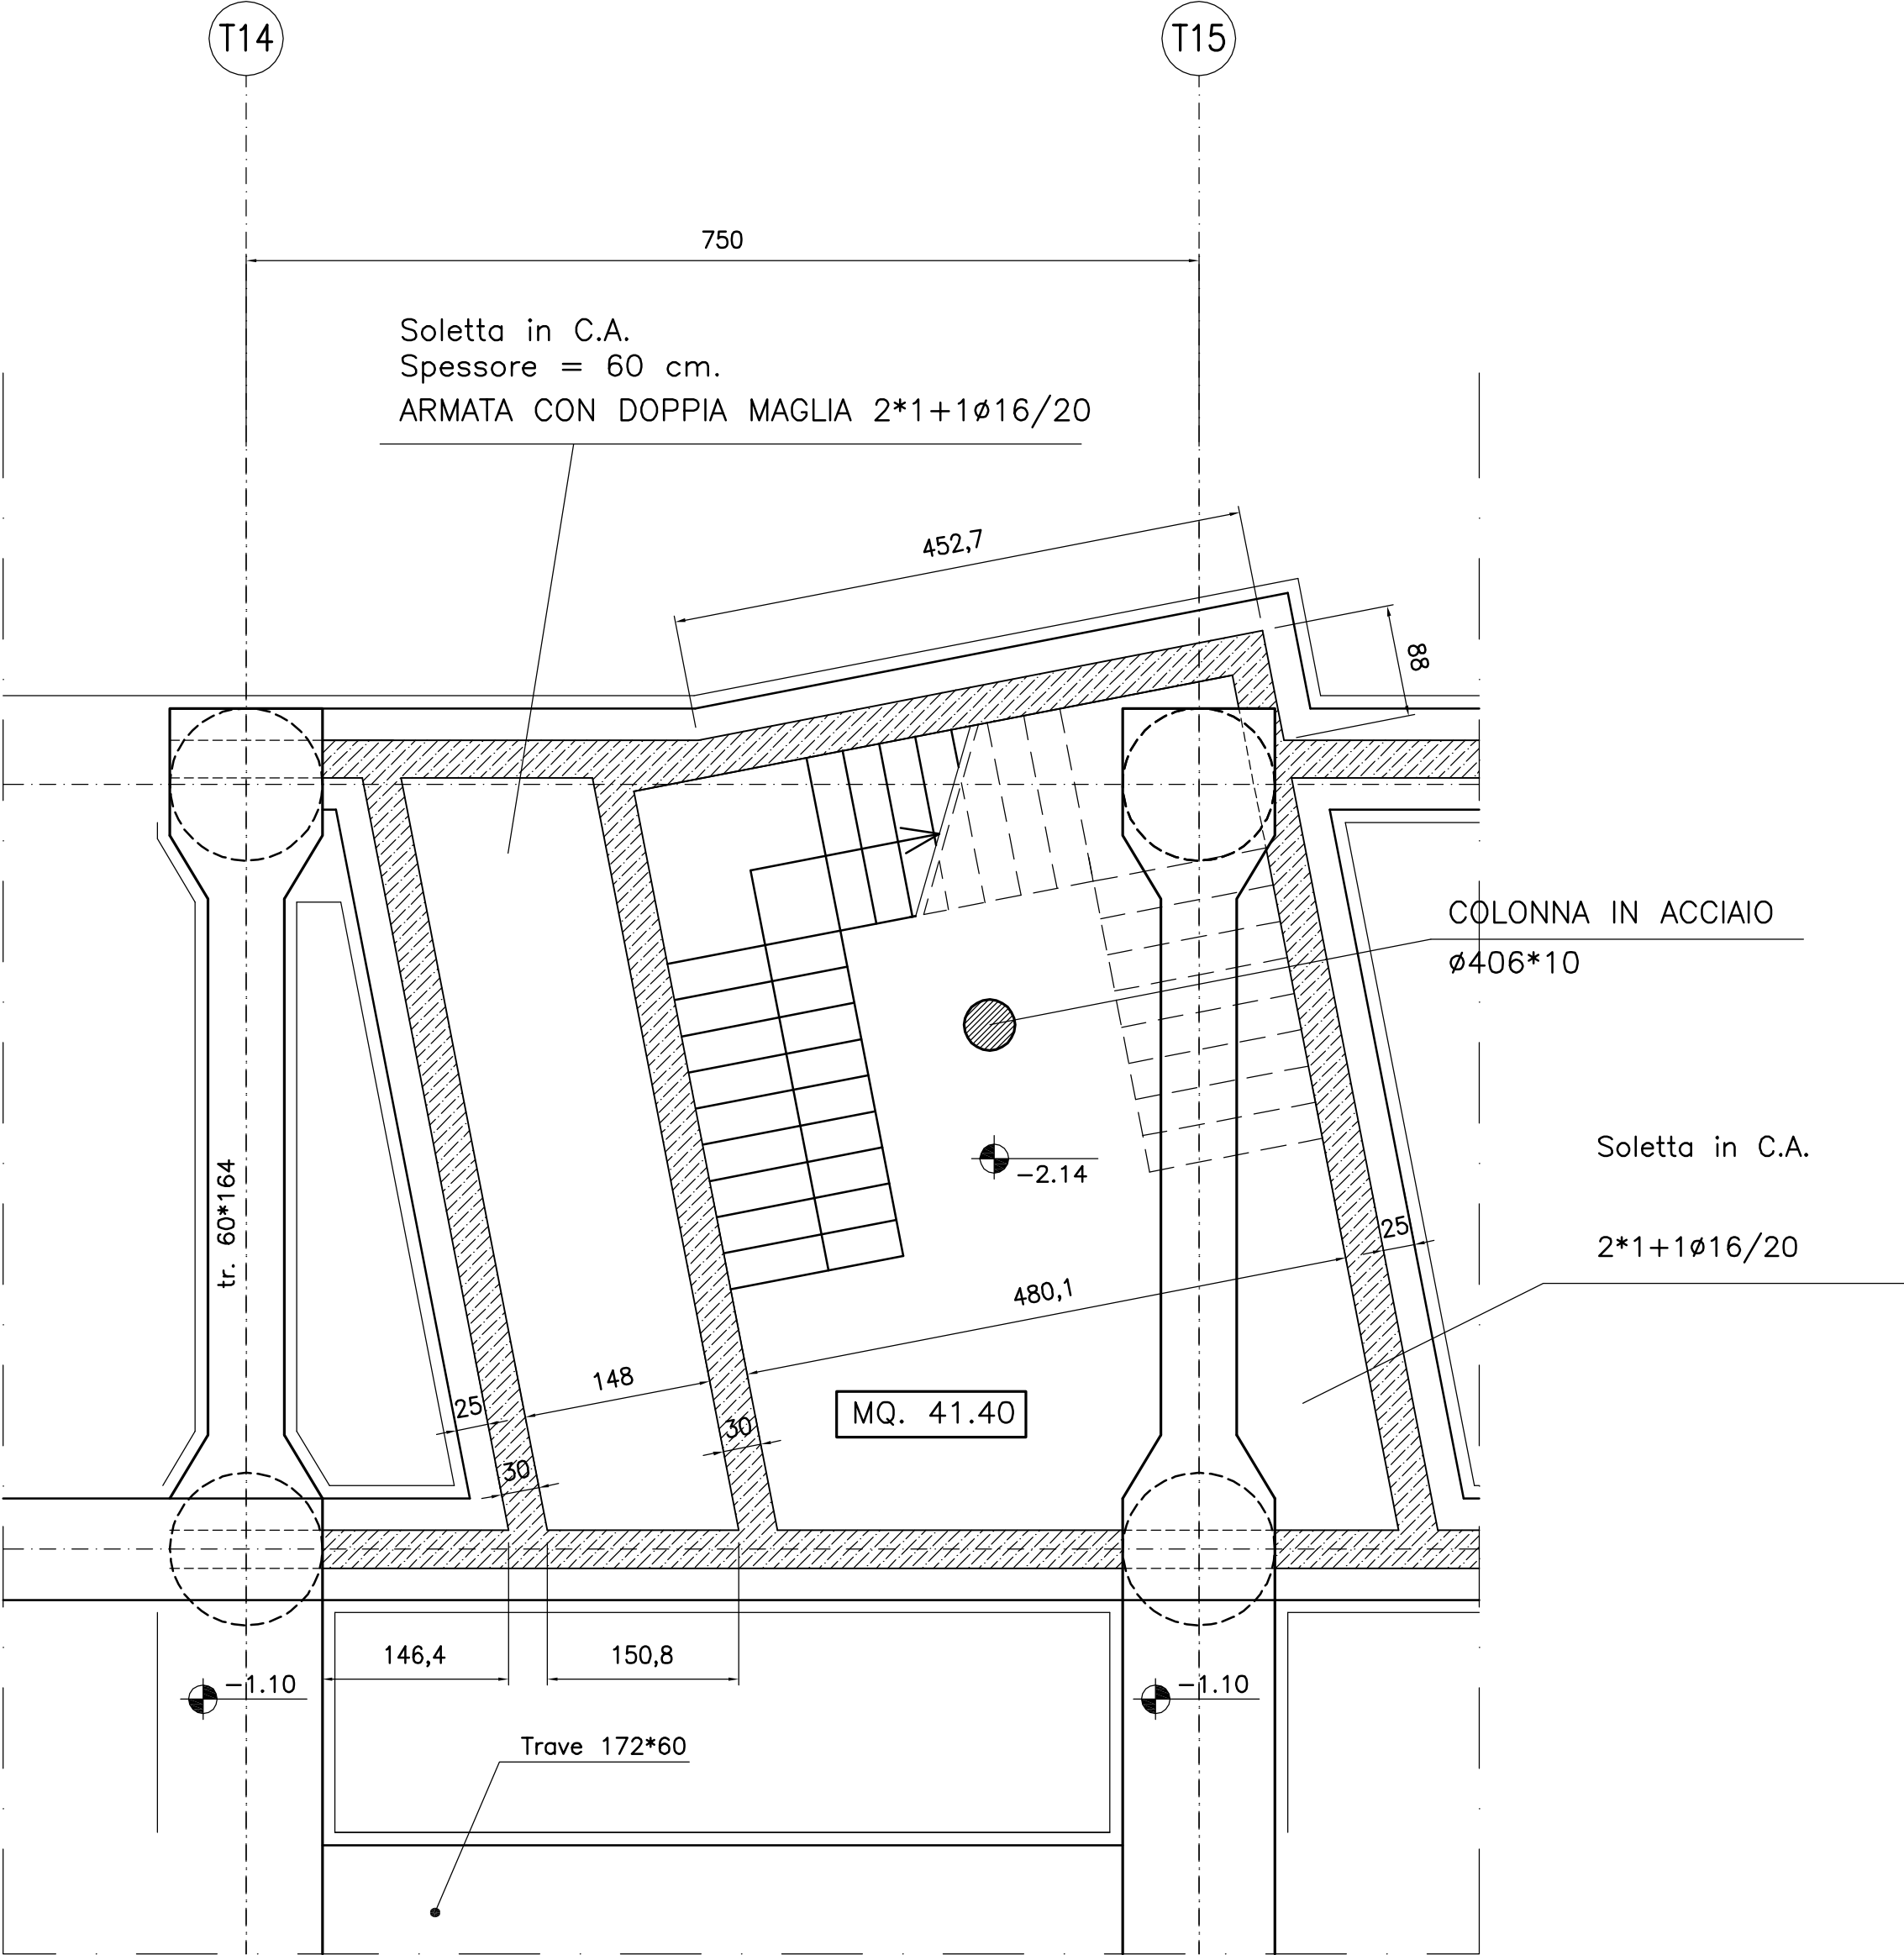 T14
T15
750
Soletta in C.A.
Spessore = 60 cm.
ARMATA CON DOPPIA MAGLIA 2*1+1ø16/20
452,7
88
COLONNA IN ACCIAIO
ø406*10
tr. 60*164
-2.14
Soletta in C.A.
2*1+1ø16/20
25
480,1
148
25
MQ. 41.40
30
30
146,4
150,8
-1.10
-1.10
Trave 172*60